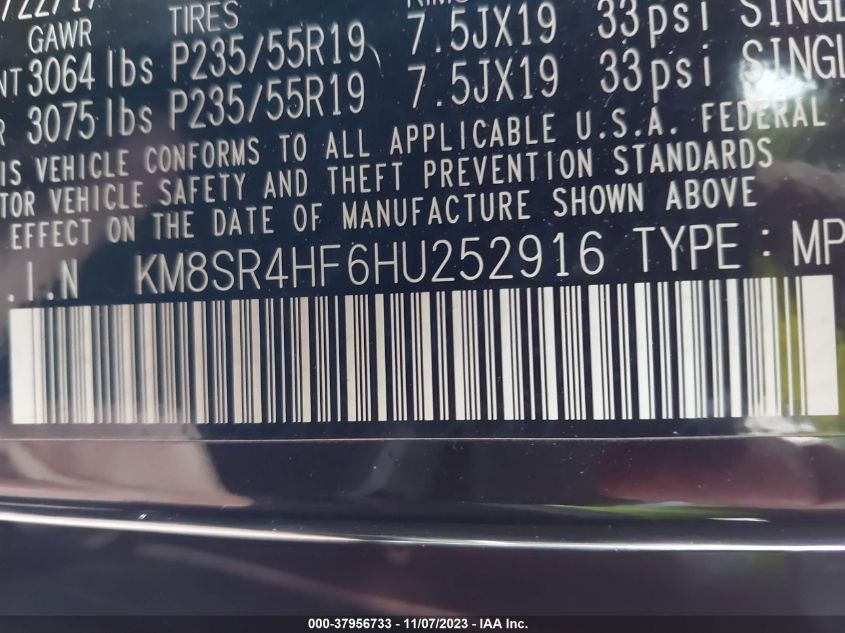 GAWR TIRES
3064 lbs P235/55R19 7.5JX19 33psi SINGL
3075 lbs P235/55R19 7.5JX19 33psi SINGL
IS VEHICLE CONFORMS TO ALL APPLICABLE U.S.A. FEDERAL
TOR VEHICLE SAFETY AND THEFT PREVENTION STANDARDS
EFFECT ON THE DATE OF MANUFACTURE SHOWN ABOVE
.I.N KM8SR4HF6HU252916 TYPE : MP
000-37956733 - 11/07/2023 - IAA Inc.